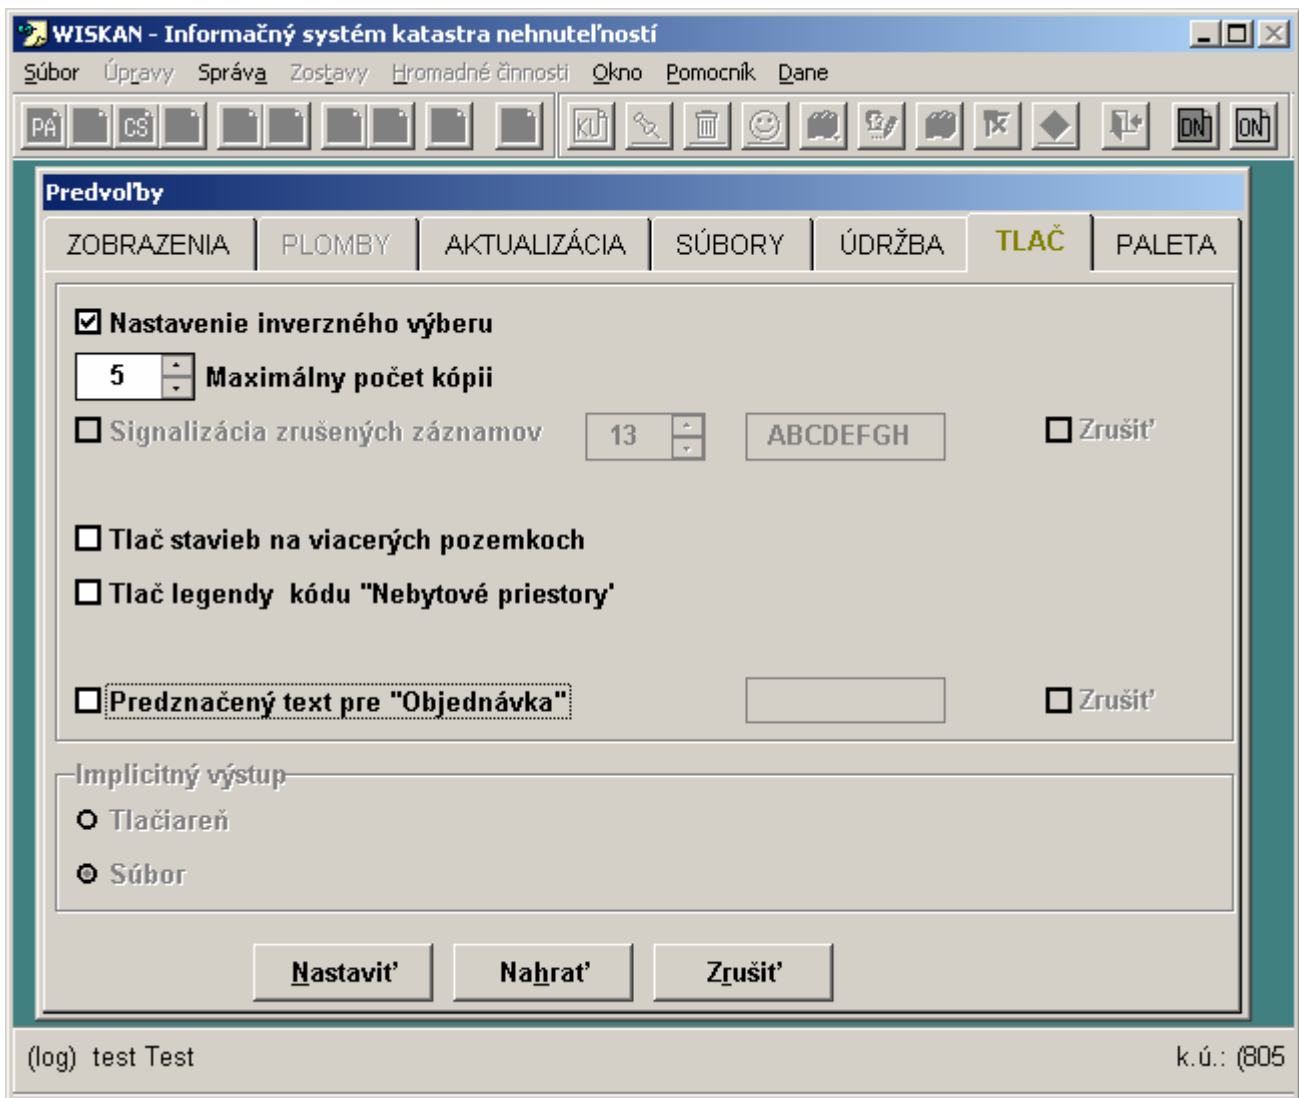 WISKAN - Informačný systém katastra nehnuteľností
Súbor Úpravy Správa Zostavy Hromadné činnosti Okno Pomocník Dane
PA CS KÚ DN ON
Predvoľby
ZOBRAZENIA PLOMBY AKTUALIZÁCIA SÚBORY ÚDRŽBA TLAČ PALETA
Nastavenie inverzného výberu
5 Maximálny počet kópii
Signalizácia zrušených záznamov 13 ABCDEFGH Zrušiť
Tlač stavieb na viacerých pozemkoch
Tlač legendy kódu "Nebytové priestory'
Predznačený text pre "Objednávka" Zrušiť
Implicitný výstup
Tlačiareň
Súbor
Nastaviť Nahrať Zrušiť
(log) test Test k.ú.: (805